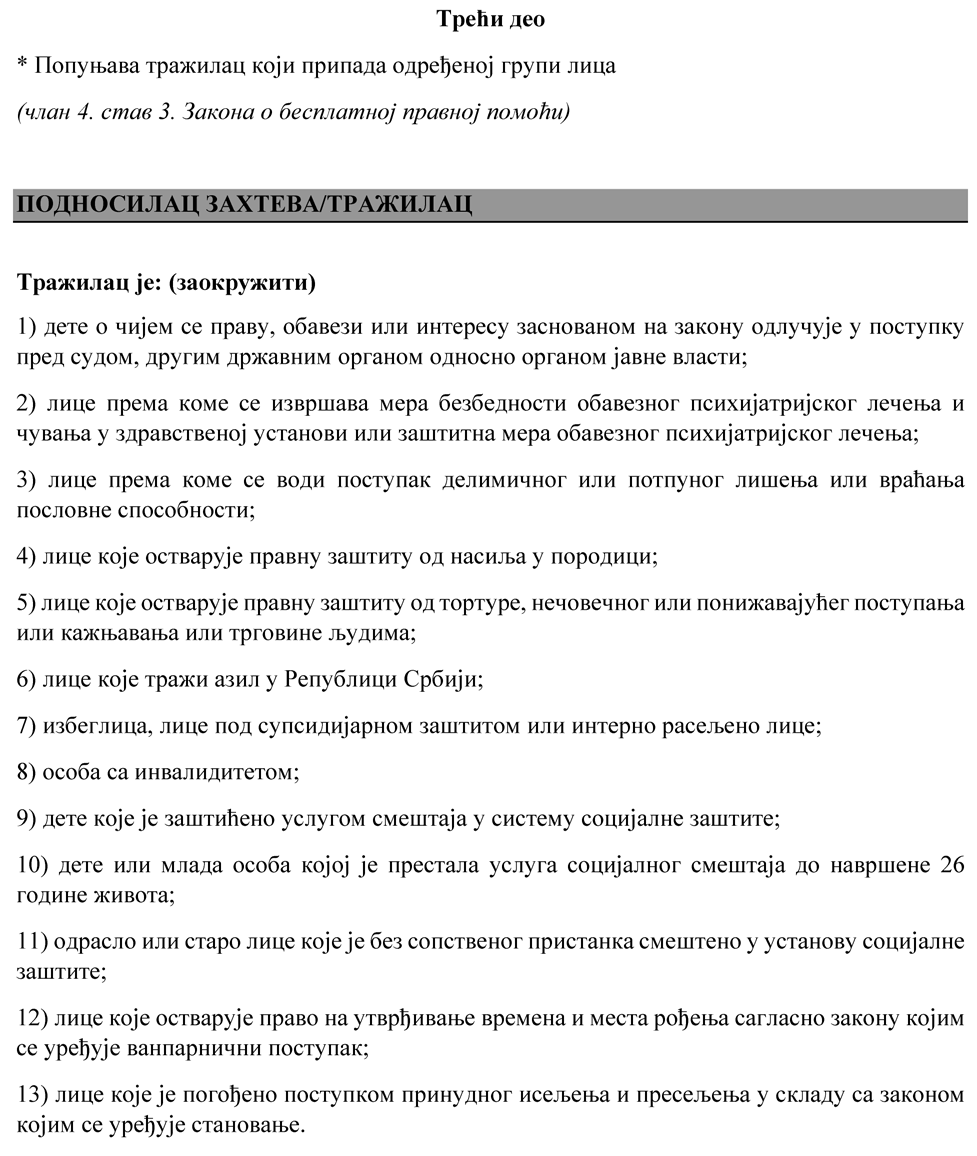 Трећи део
* Попуњава тражилац који припада одређеној групи лица
(члан 4. став 3. Закона о бесплатној правној помоћи)
ПОДНОСИЛАЦ ЗАХТЕВА/ТРАЖИЛАЦ
Тражилац је: (заокружити)
1) дете о чијем се праву, обавези или интересу заснованом на закону одлучује у поступку
пред судом, другим државним органом односно органом јавне власти;
2) лице према коме се извршава мера безбедности обавезног психијатријског лечења и
чувања у здравственој установи или заштитна мера обавезног психијатријског лечења;
3) лице према коме се води поступак делимичног или потпуног лишења или враћања
пословне способности;
4) лице које остварује правну заштиту од насиља у породици;
5) лице које остварује правну заштиту од тортуре, нечовечног или понижавајућег поступања
или кажњавања или трговине људима;
6) лице које тражи азил у Републици Србији;
7) избеглица, лице под супсидијарном заштитом или интерно расељено лице;
8) особа са инвалидитетом;
9) дете које је заштићено услугом смештаја у систему социјалне заштите;
10) дете или млада особа којој је престала услуга социјалног смештаја до навршене 26
године живота;
11) одрасло или старо лице које је без сопственог пристанка смештено у установу социјалне
заштите;
12) лице које остварује право на утврђивање времена и места рођења сагласно закону којим
се уређује ванпарнични поступак;
13) лице које је погођено поступком принудног исељења и пресељења у складу са законом
којим се уређује становање.